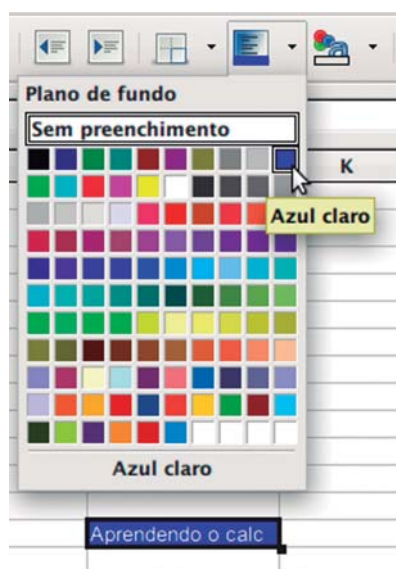 Plano de fundo
Sem preenchimento
K
Azul claro
Azul claro
Aprendendo o calc